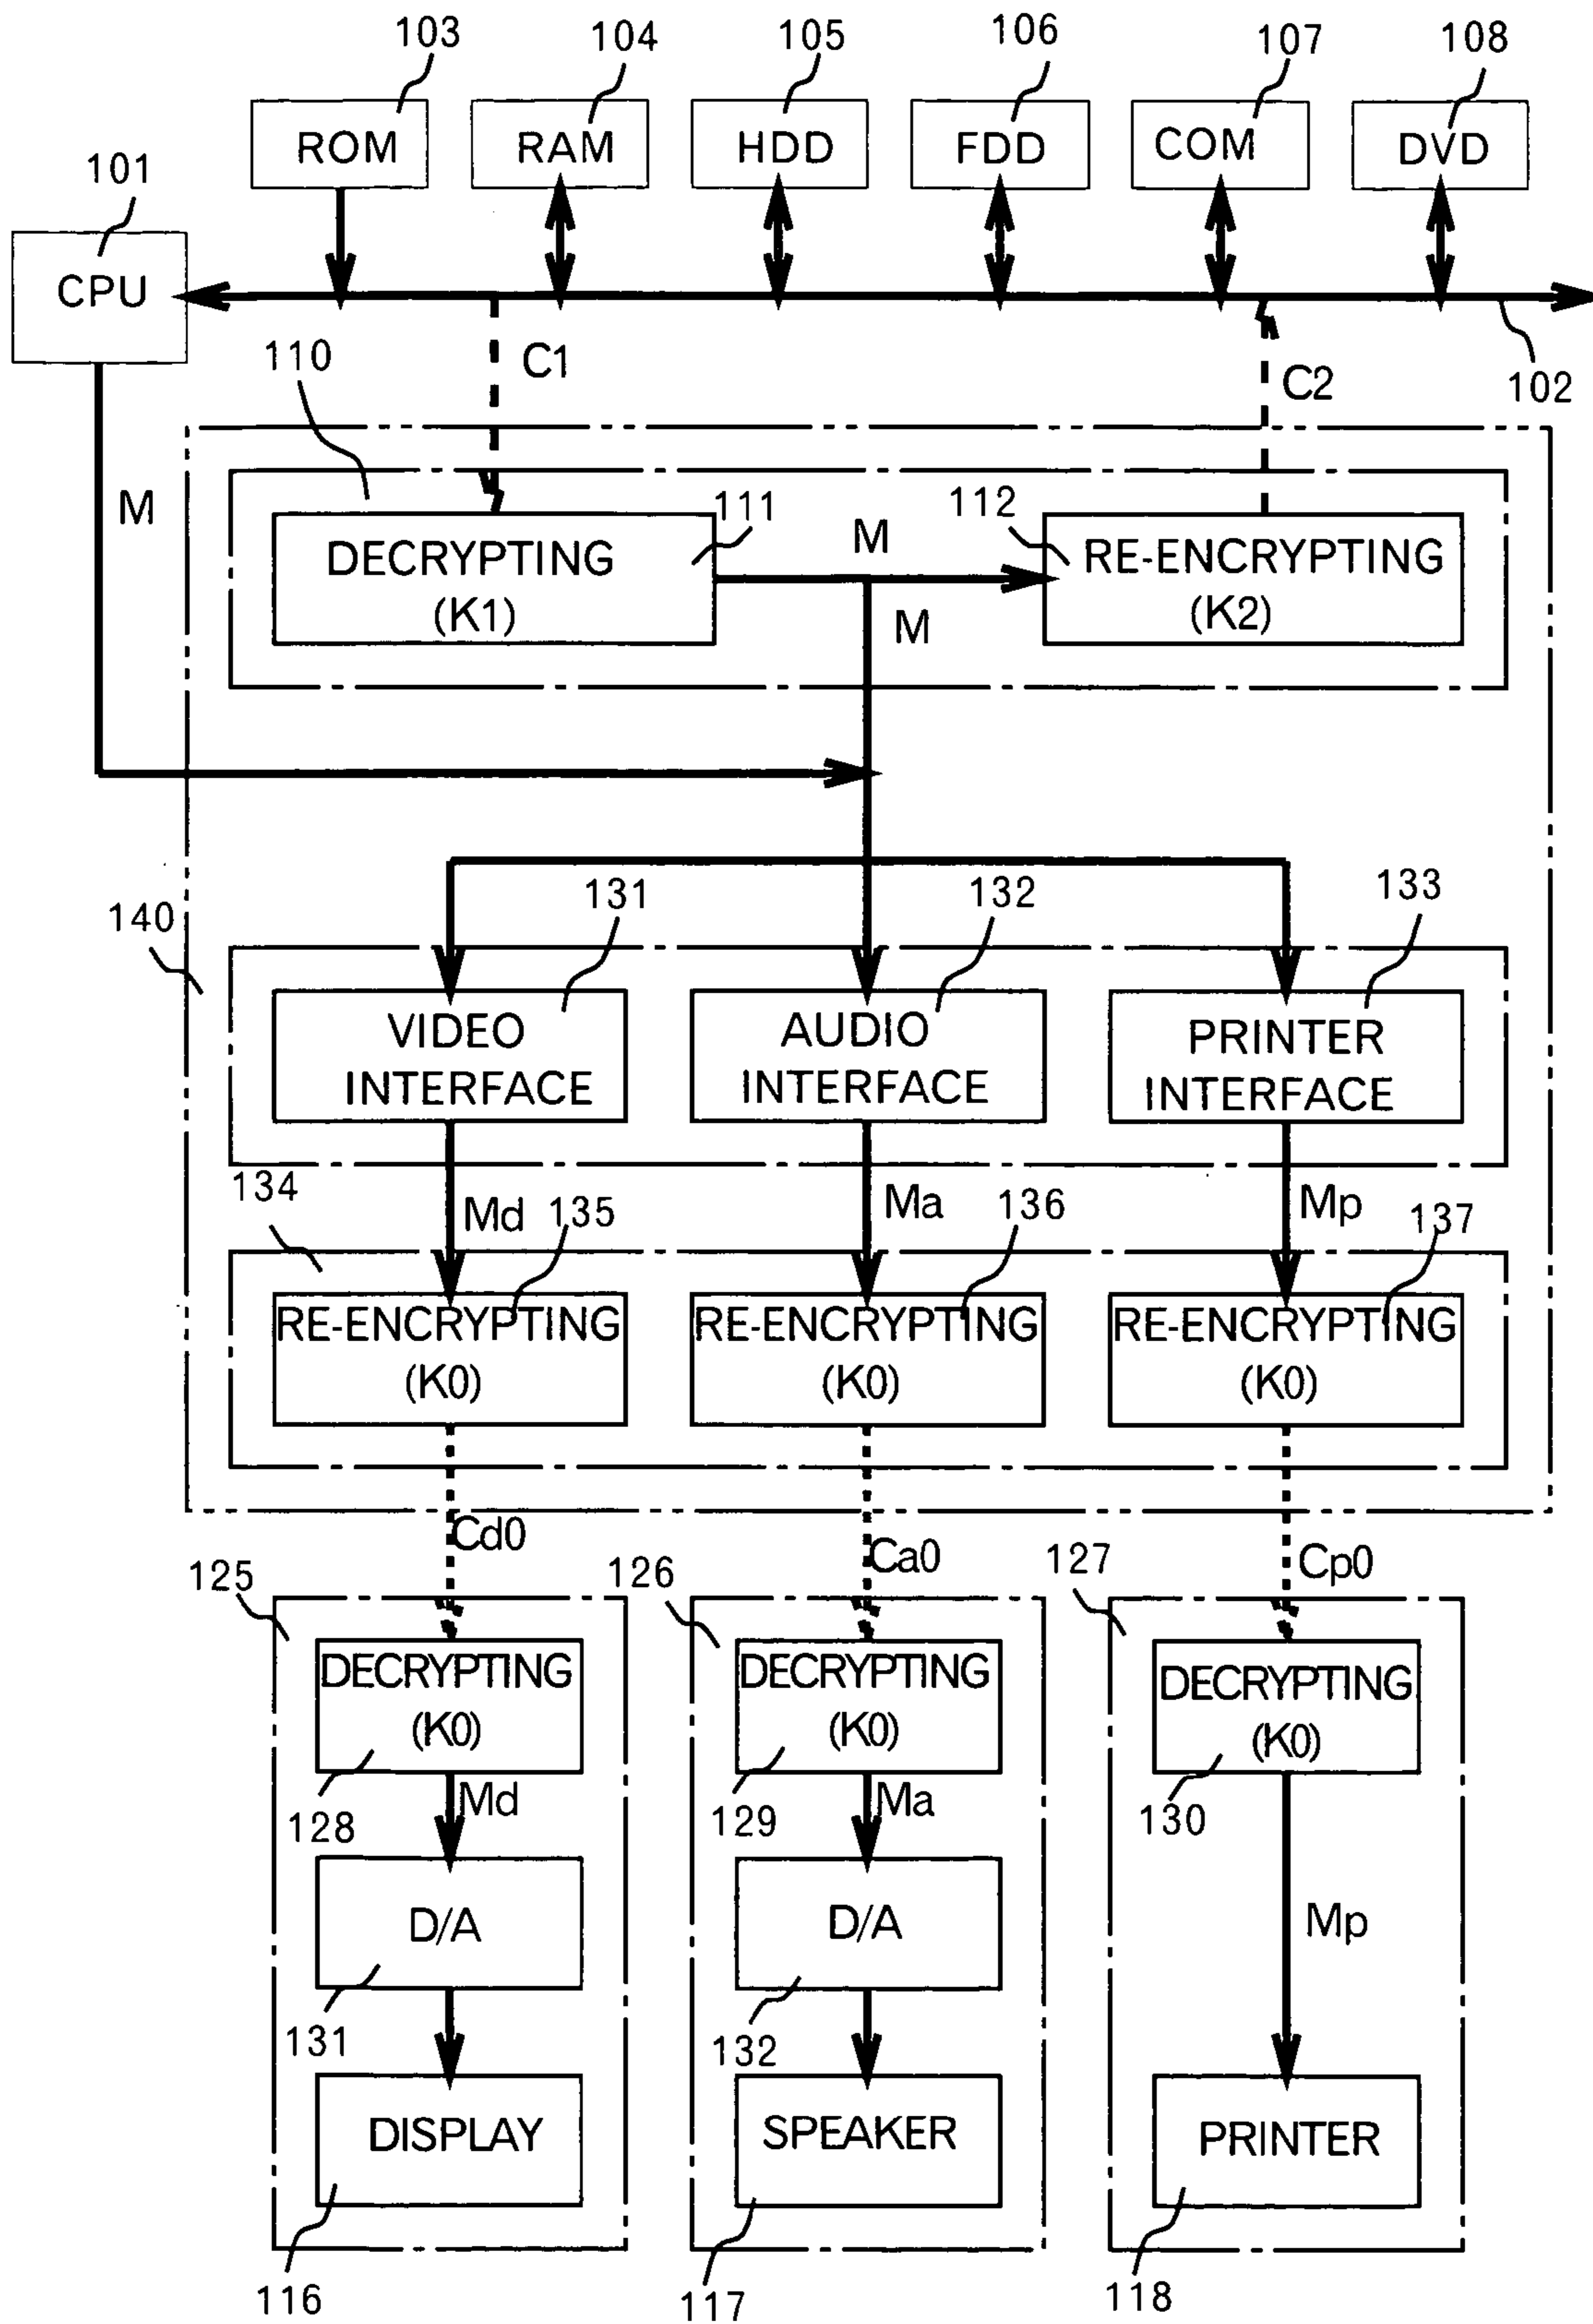 103
104
105
106
107
108
ROM
RAM
HDD
FDD
COM
DVD
101
CPU
110
C1
C2
102
M
111
M
112
DECRYPTING
(K1)
RE-ENCRYPTING
(K2)
M
140
131
132
133
VIDEO
INTERFACE
AUDIO
INTERFACE
PRINTER
INTERFACE
134
Md
135
Ma
136
Mp
137
RE-ENCRYPTING
(K0)
RE-ENCRYPTING
(K0)
RE-ENCRYPTING
(K0)
Cd0
Ca0
Cp0
125
126
127
DECRYPTING
(K0)
DECRYPTING
(K0)
DECRYPTING
(K0)
128
Md
129
Ma
130
D/A
D/A
Mp
131
132
DISPLAY
SPEAKER
PRINTER
116
117
118